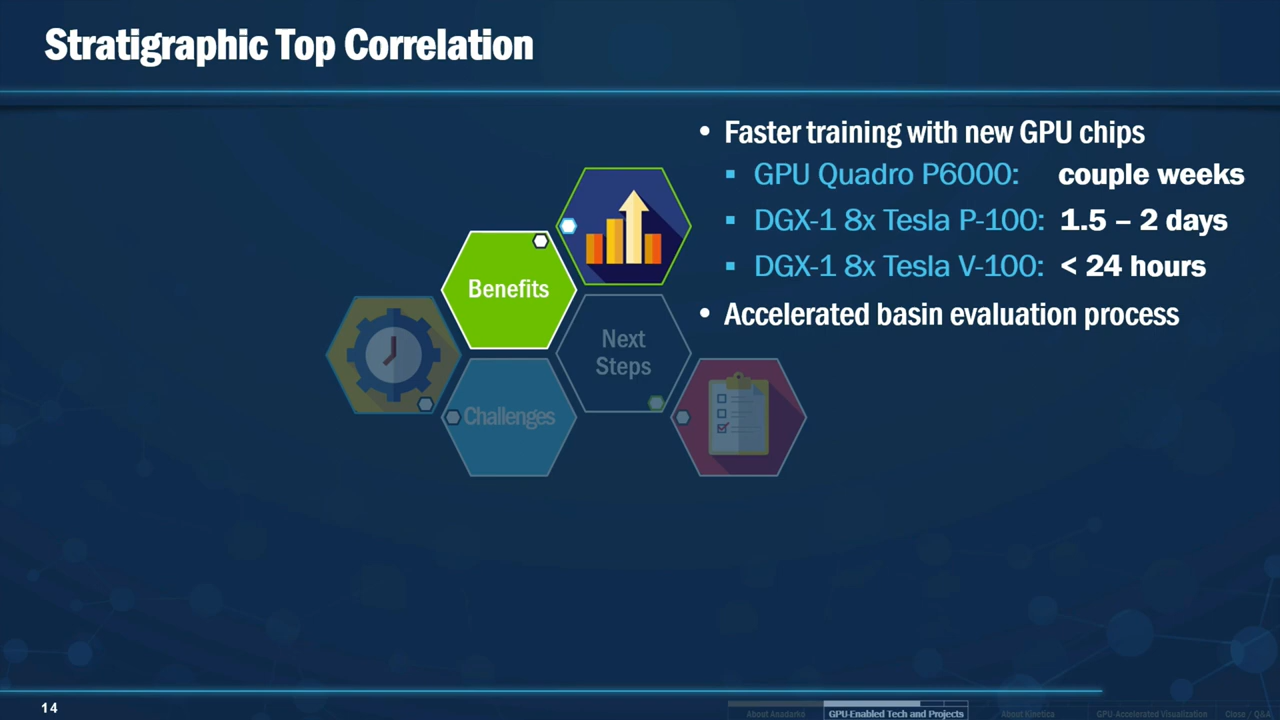 Stratigraphic Top Correlation
• Faster training with new GPU chips
▪ GPU Quadro P6000: couple weeks
▪ DGX-1 8x Tesla P-100: 1.5 – 2 days
▪ DGX-1 8x Tesla V-100: < 24 hours
• Accelerated basin evaluation process
Benefits
Next
Steps
Challenges
14
About Anadarko
GPU-Enabled Tech and Projects
About Kinetica
GPU Accelerated Visualization
Close / Q&A